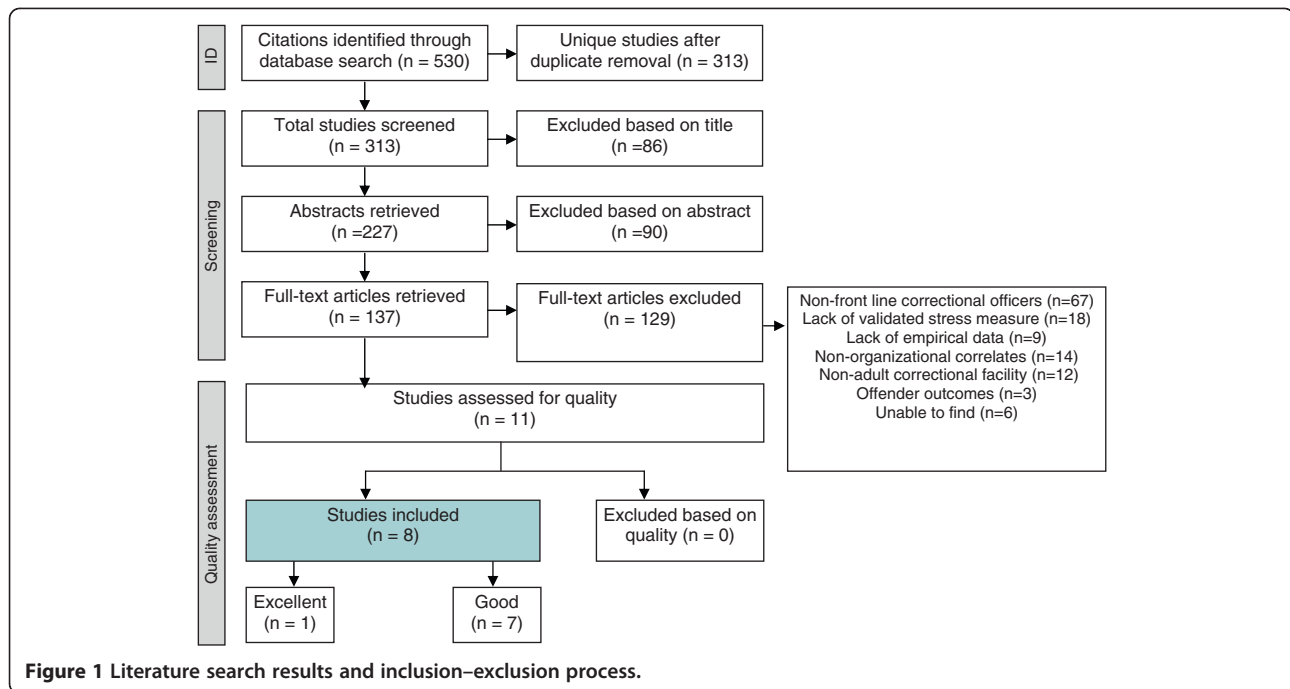 ID
Citations identified through
database search (n = 530)
Unique studies after
duplicate removal = 313)
Screening
Total studies screened
(n = 313)
Excluded based on title
(n =86)
Abstracts retrieved
(n =227)
Excluded based on abstract
(n =90)
Full-text articles retrieved
(n = 137)
Full-text articles excluded
(n = 129)
Non-front line correctional officers (n=67)
Lack of validated stress measure (n=18)
Lack of empirical data (n=9)
Non-organizational correlates (n=14)
Non-adult correctional facility (n=12)
Offender outcomes (n=3)
Unable to find (n=6)
Quality assessment
Studies assessed for quality
(n = 11)
Studies included
(n = 8)
Excluded based on
quality (n = 0)
Excellent
(n = 1)
Good
(n = 7)
Figure 1 Literature search results and inclusion–exclusion process.